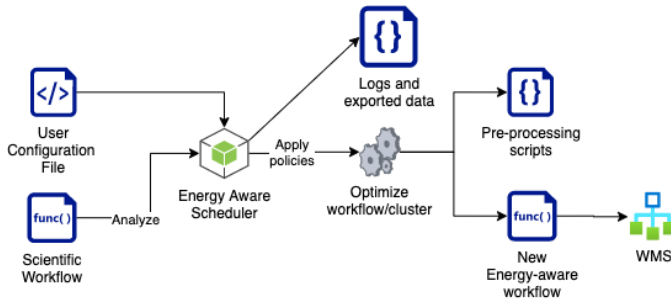 {}
Logs and
exported data
</>
User
Configuration
File
{}
Pre-processing
scripts
Apply
policies
Energy Aware
Scheduler
Optimize
workflow/cluster
func( )
Analyze
Scientific
Workflow
func( )
New
Energy-aware
workflow
WMS